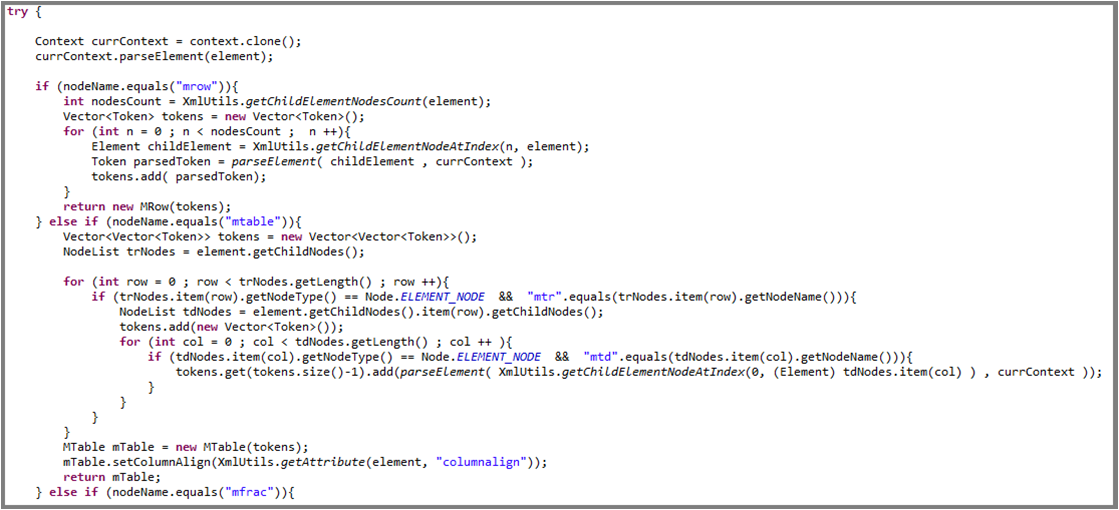 try {
Context currContext = context.clone();
currContext.parseElement(element);
if (nodeName.equals("mrow")){
int nodesCount = XmlUtils.getChildElementNodesCount(element);
Vector<Token> tokens = new Vector<Token>();
for (int n = 0 ; n < nodesCount ;  n ++){
Element childElement = XmlUtils.getChildElementNodeAtIndex(n, element);
Token parsedToken = parseElement( childElement , currContext );
tokens.add( parsedToken);
}
return new MRow(tokens);
} else if (nodeName.equals("mtable")){
Vector<Vector<Token>> tokens = new Vector<Vector<Token>>();
NodeList trNodes = element.getChildNodes();
for (int row = 0 ; row < trNodes.getLength() ; row ++){
if (trNodes.item(row).getNodeType() == Node.ELEMENT_NODE  &&  "mtr".equals(trNodes.item(row).getNodeName())){
NodeList tdNodes = element.getChildNodes().item(row).getChildNodes();
tokens.add(new Vector<Token>());
for (int col = 0 ; col < tdNodes.getLength() ; col ++ ){
if (tdNodes.item(col).getNodeType() == Node.ELEMENT_NODE  &&  "mtd".equals(tdNodes.item(col).getNodeName())){
tokens.get(tokens.size()-1).add(parseElement( XmlUtils.getChildElementNodeAtIndex(0, (Element) tdNodes.item(col) ) , currContext ));
}
}
}
}
MTable mTable = new MTable(tokens);
mTable.setColumnAlign(XmlUtils.getAttribute(element, "columnalign"));
return mTable;
} else if (nodeName.equals("mfrac")){